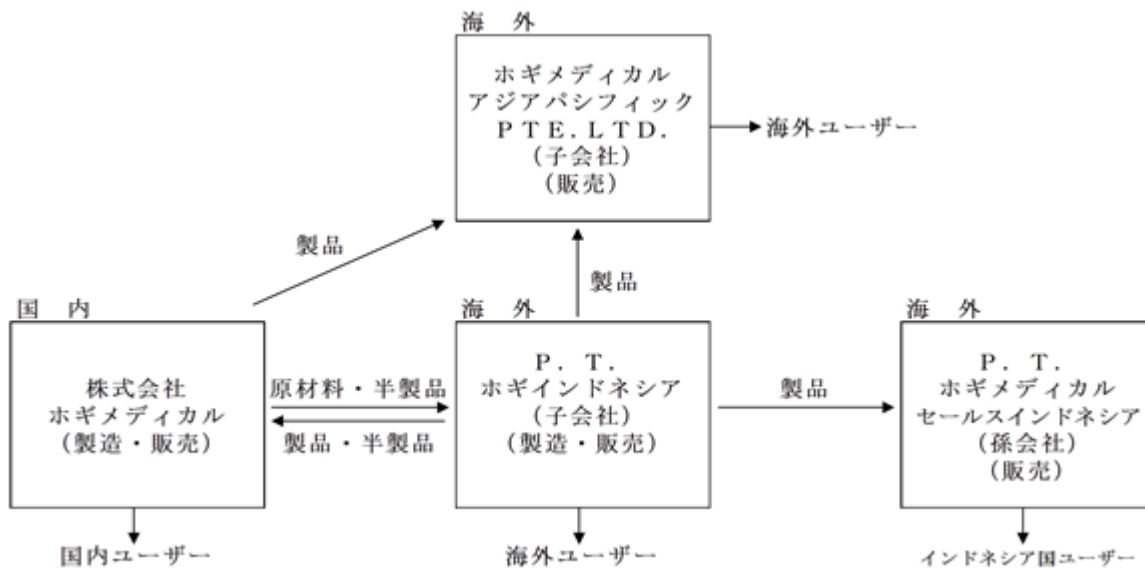 海 外
ホギメディカル
アジアパシフィック
ＰＴＥ.ＬＴＤ.
(子会社)
(販売)
海外ユーザー
製品
製品
国 内
株式会社
ホギメディカル
(製造・販売)
国内ユーザー
原材料・半製品
製品・半製品
海 外
Ｐ. Ｔ.
ホギインドネシア
(子会社)
(製造・販売)
海外ユーザー
製品
海 外
Ｐ. Ｔ.
ホギメディカル
セールスインドネシア
(孫会社)
(販売)
インドネシア国ユーザー